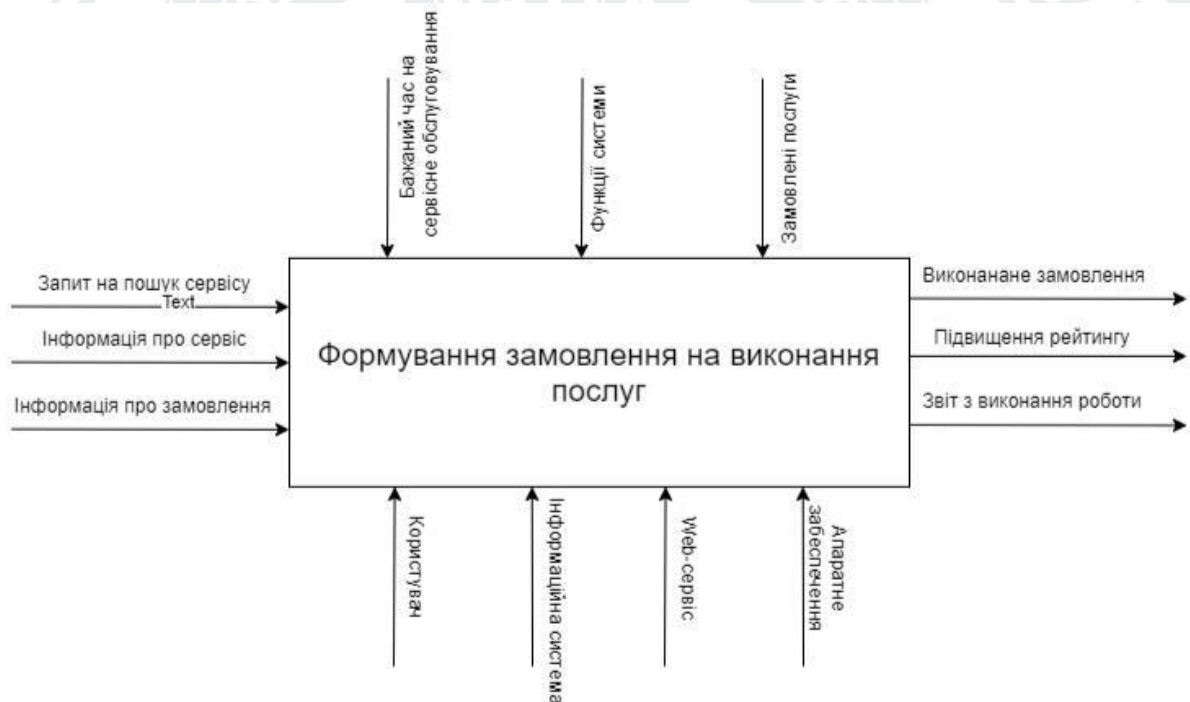 Бажаний час на
сервісне обслуговування
Функції системи
Замовлені послуги
Запит на пошук сервісу
Text
Інформація про сервіс
Інформація про замовлення
Формування замовлення на виконання
послуг
Виконанане замовлення
Підвищення рейтингу
Звіт з виконання роботи
Користувач
Інформаційна система
Web-сервіс
Апаратне
забеспечення